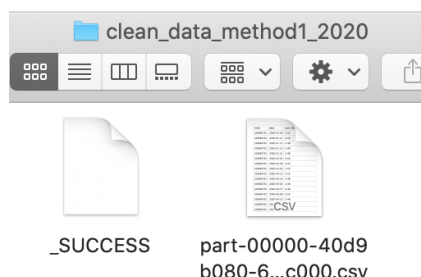 clean_data_method1_2020
CSV
_SUCCESS
part-00000-40d9
b080-6...c000.csv